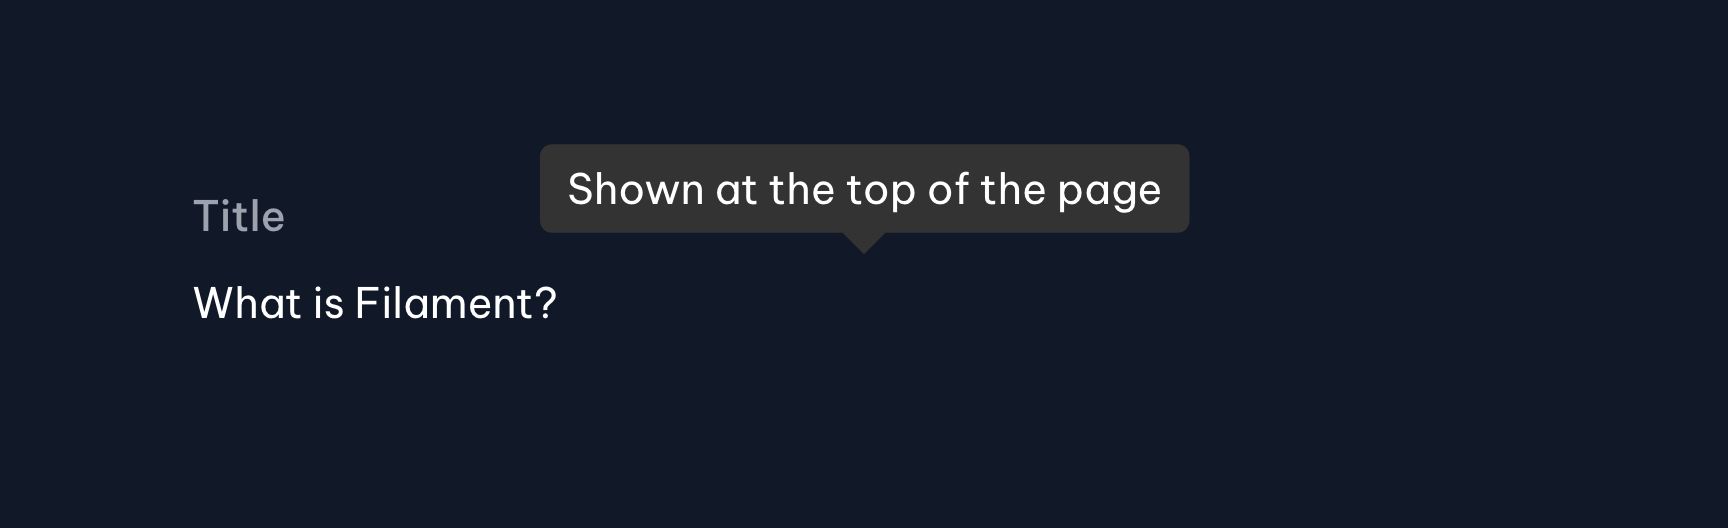 Shown at the top of the page
Title
What is Filament?